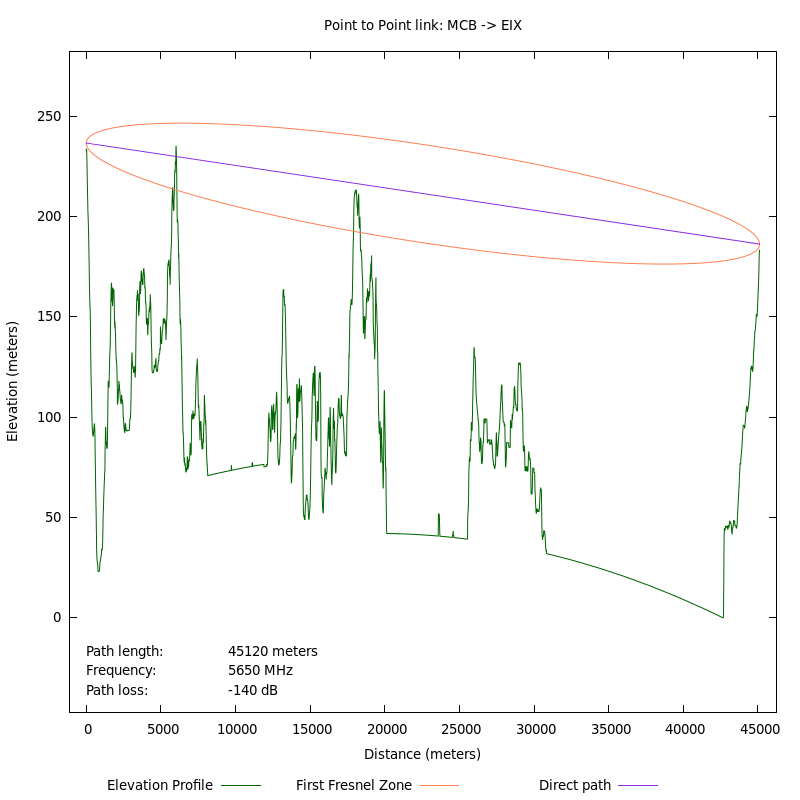 Point to Point link: MCB -> EIX
250
200
150
100
50
0
Elevation (meters)
Path length: 45120 meters
Frequency: 5650 MHz
Path loss: -140 dB
0 5000 10000 15000 20000 25000 30000 35000 40000 45000
Distance (meters)
Elevation Profile First Fresnel Zone Direct path